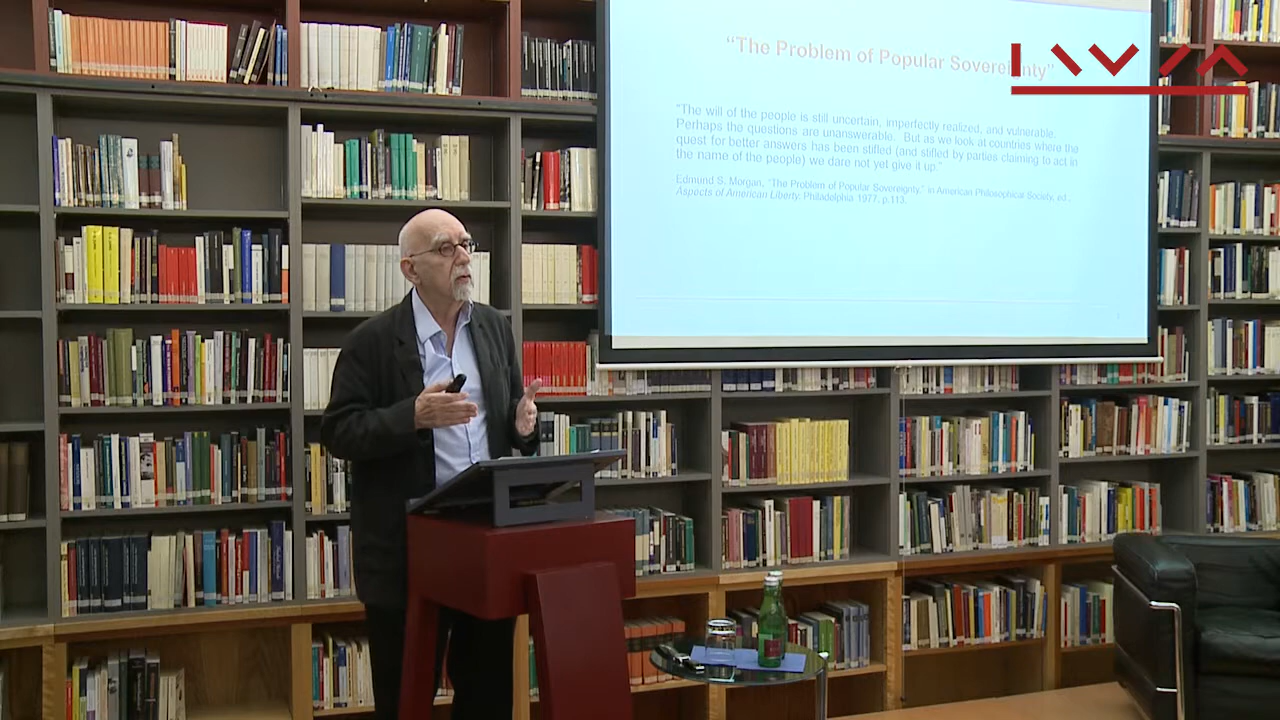 “The Problem of Popular Sovereignty”
IWM
“The will of the people is still uncertain, imperfectly realized, and vulnerable.
Perhaps the questions are unanswerable. But as we look at countries where the
quest for better answers has been stifled (and stifled by parties claiming to act in
the name of the people) we dare not yet give it up.”
Edmund S. Morgan, “The Problem of Popular Sovereignty,” in American Philosophical Society, ed.,
Aspects of American Liberty. Philadelphia 1977, p.113.